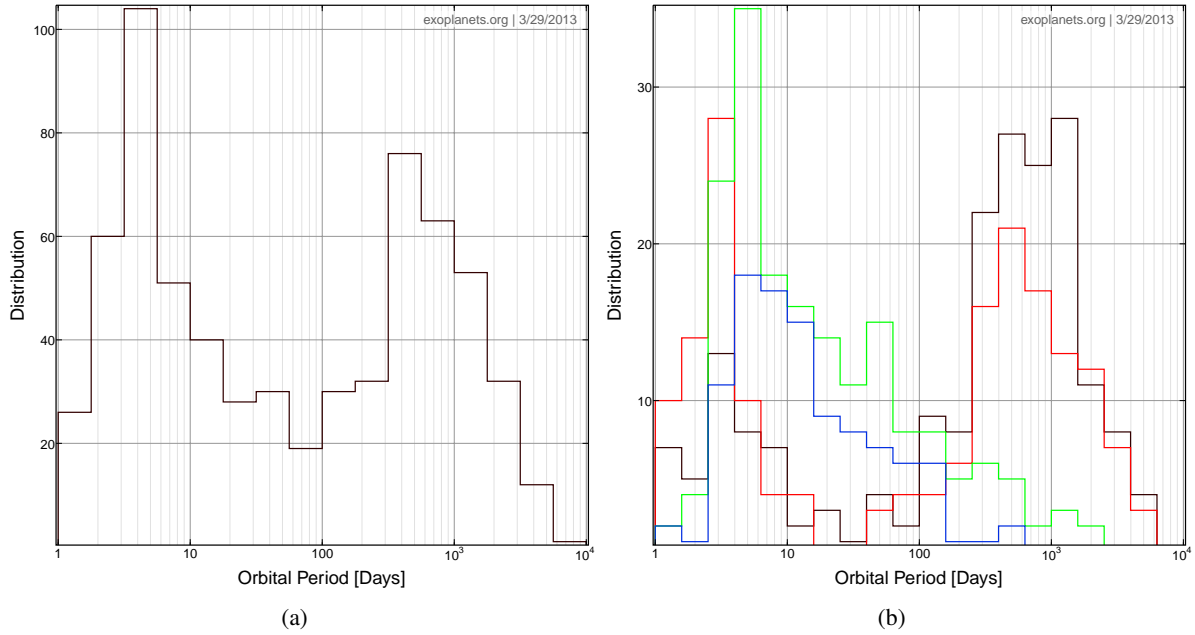 exoplanets.org | 3/29/2013
100
80
60
40
20
Distribution
1
10
100
10³
10⁴
Orbital Period [Days]
(a)
exoplanets.org | 3/29/2013
30
20
10
Distribution
1
10
100
10³
10⁴
Orbital Period [Days]
(b)